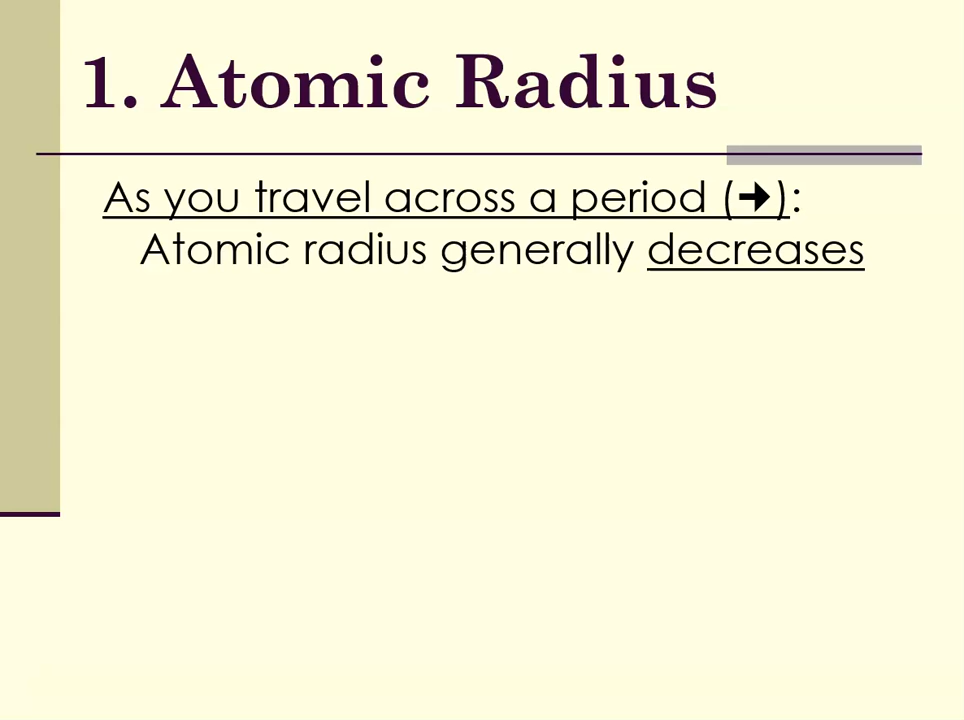 1. Atomic Radius
As you travel across a period (➜):
Atomic radius generally decreases